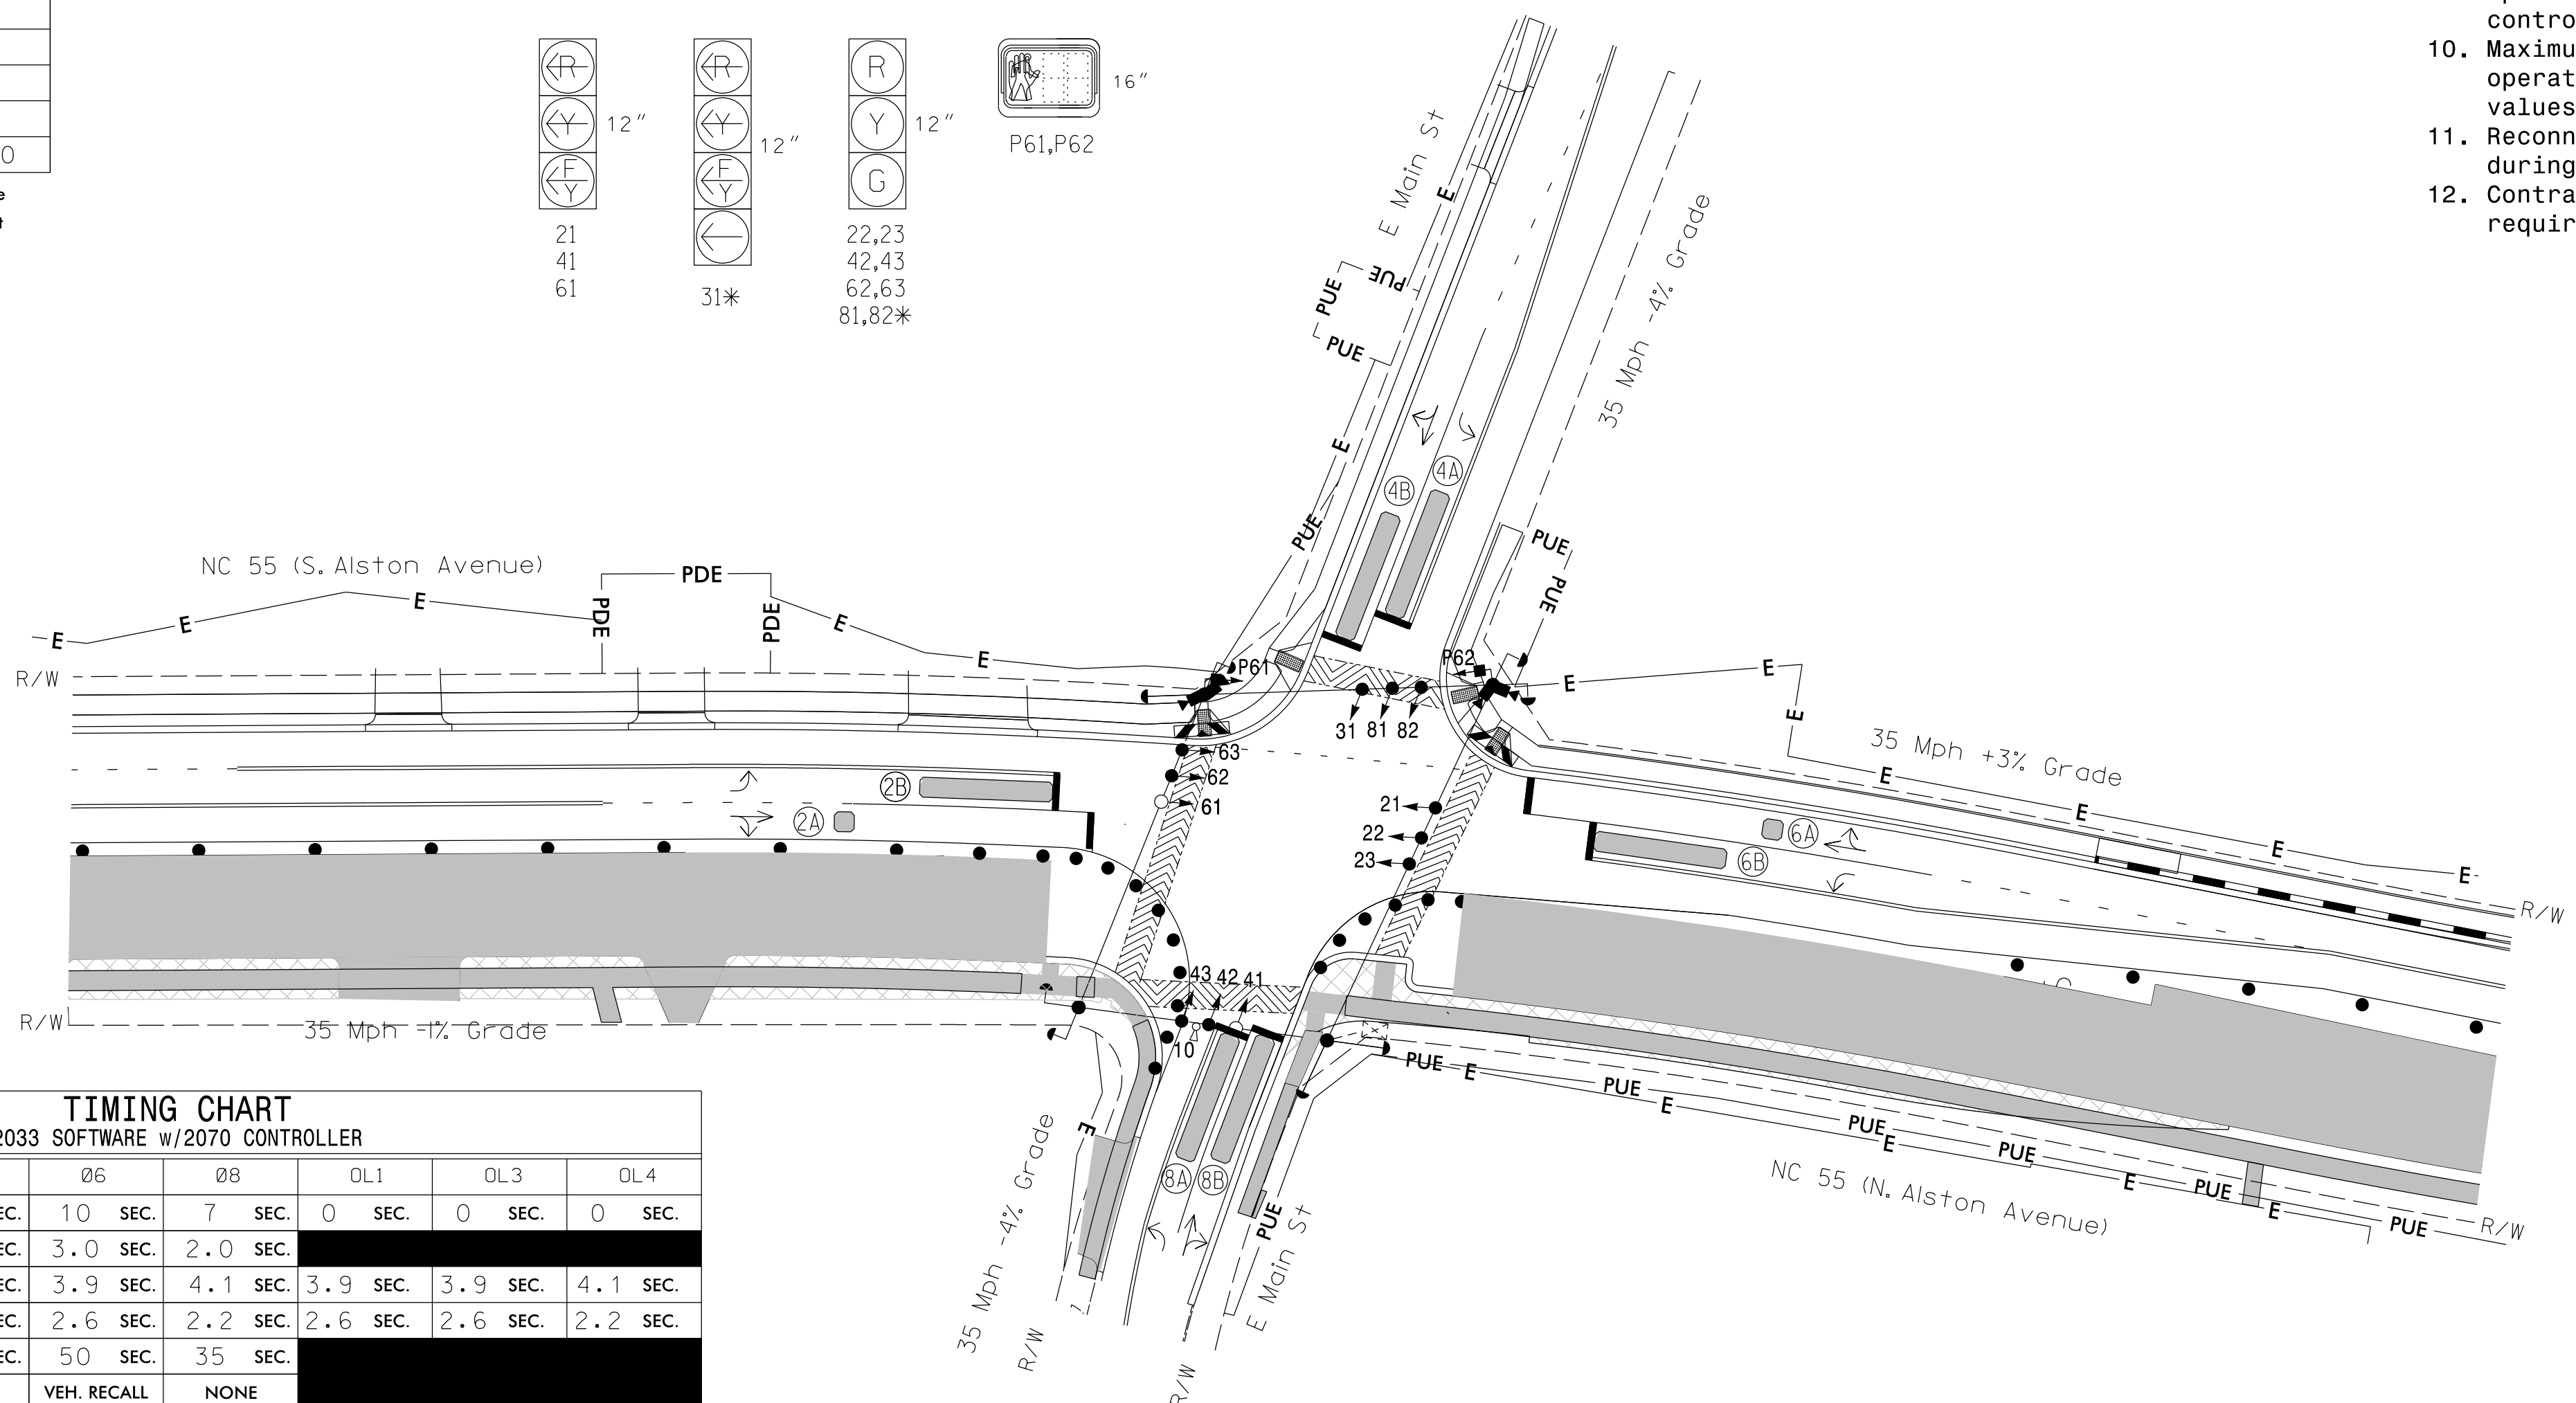 0
e
t
R
Y
F
Y
12"
21
41
61
R
Y
F
Y
12"
31*
R
Y
G
12"
22,23
42,43
62,63
81,82*
16"
P61,P62
contro
10. Maximu
operat
values
11. Reconn
during
12. Contra
requir
E Main St
E
PUE
PUE
PUE
35 Mph -4% Grade
E
PUE
4B
4A
PUE
PUE
NC 55 (S. Alston Avenue)
PDE
PDE
PDE
E
E
E
E
E
R/W
P61
P62
31 81 82
E
E
E
35 Mph +3% Grade
E
E
E
E
R/W
63
62
61
2B
2A
21
22
23
6A
6B
43 42 41
10
R/W
35 Mph -1% Grade
8A
8B
E
35 Mph -4% Grade
R/W
R/W
E Main St
PUE
PUE
E
PUE
E
PUE
E
PUE
E
PUE
E
PUE
R/W
NC 55 (N. Alston Avenue)
TIMING CHART
2033 SOFTWARE w/2070 CONTROLLER
Ø6 Ø8 OL1 OL3 OL4
EC. 10 SEC. 7 SEC. 0 SEC. 0 SEC. 0 SEC.
EC. 3.0 SEC. 2.0 SEC.
EC. 3.9 SEC. 4.1 SEC. 3.9 SEC. 3.9 SEC. 4.1 SEC.
EC. 2.6 SEC. 2.2 SEC. 2.6 SEC. 2.6 SEC. 2.2 SEC.
EC. 50 SEC. 35 SEC.
VEH. RECALL NONE